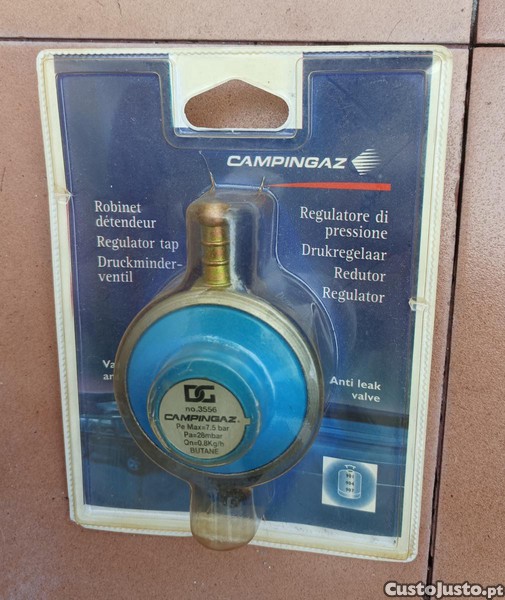 CAMPINGAZ
Robinet
détendeur
Regulator tap
Druckminder-
ventil
Regulatore di
pressione
Drukregelaar
Redutor
Regulator
Anti leak
valve
DG
no.3556
CAMPINGAZ
Pe Max=7.5 bar
Pa=28mbar
Qn=0.8Kg/h
BUTANE
CustoJusto.pt